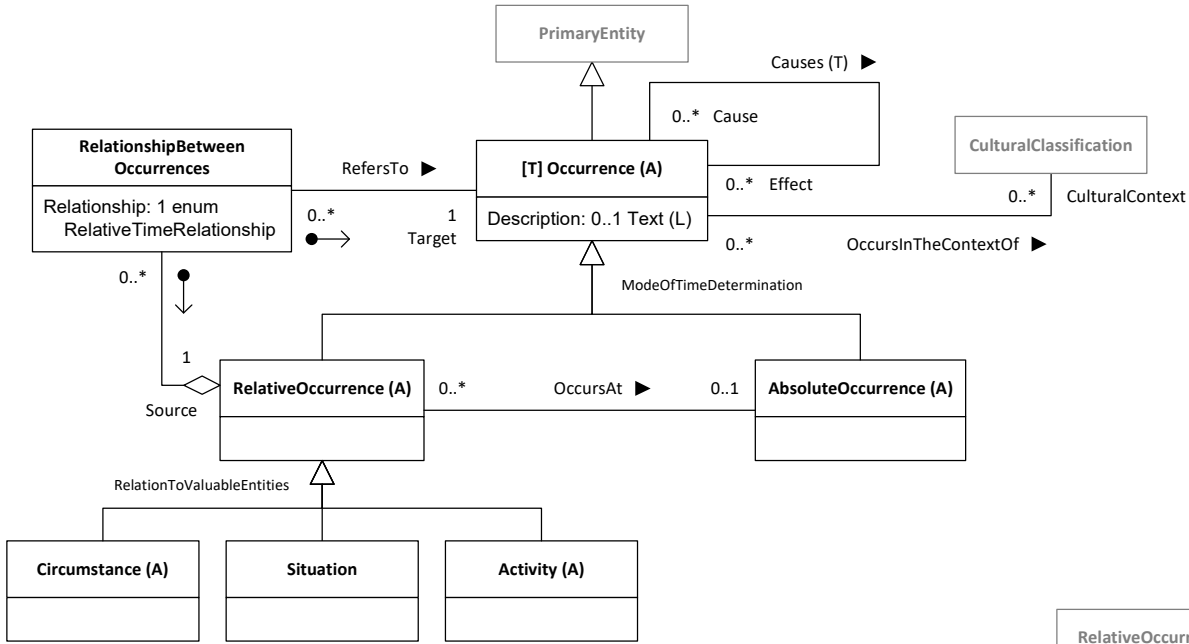 PrimaryEntity
Causes (T) ►
0..* Cause
RelationshipBetween
Occurrences
CulturalClassification
RefersTo ►
[T] Occurrence (A)
0..* Effect
Relationship: 1 enum
RelativeTimeRelationship
0..*
1
Target
Description: 0..1 Text (L)
0..* CulturalContext
0..*
OccursInTheContextOf ►
0..*
ModeOfTimeDetermination
1
Source
RelativeOccurrence (A)
0..*
OccursAt ►
0..1
AbsoluteOccurrence (A)
RelationToValuableEntities
Circumstance (A)
Situation
Activity (A)